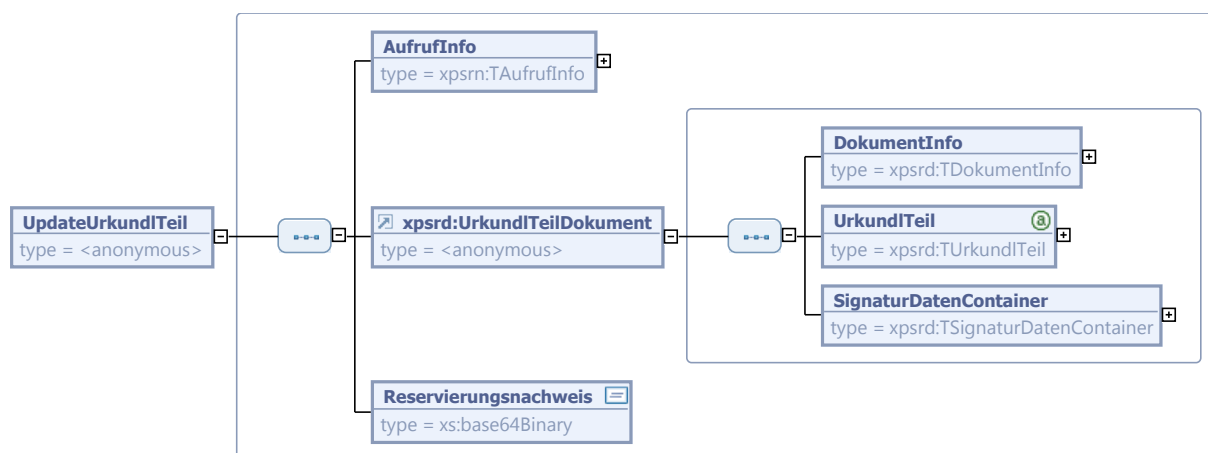 AufrufInfo
type = xpsrn:TAufrufInfo
DokumentInfo
type = xpsrd:TDokumentInfo
UpdateUrkundlTeil
type = <anonymous>
xpsrd:UrkundlTeilDokument
type = <anonymous>
UrkundlTeil
type = xpsrd:TUrkundlTeil
SignaturDatenContainer
type = xpsrd:TSignaturDatenContainer
Reservierungsnachweis
type = xs:base64Binary